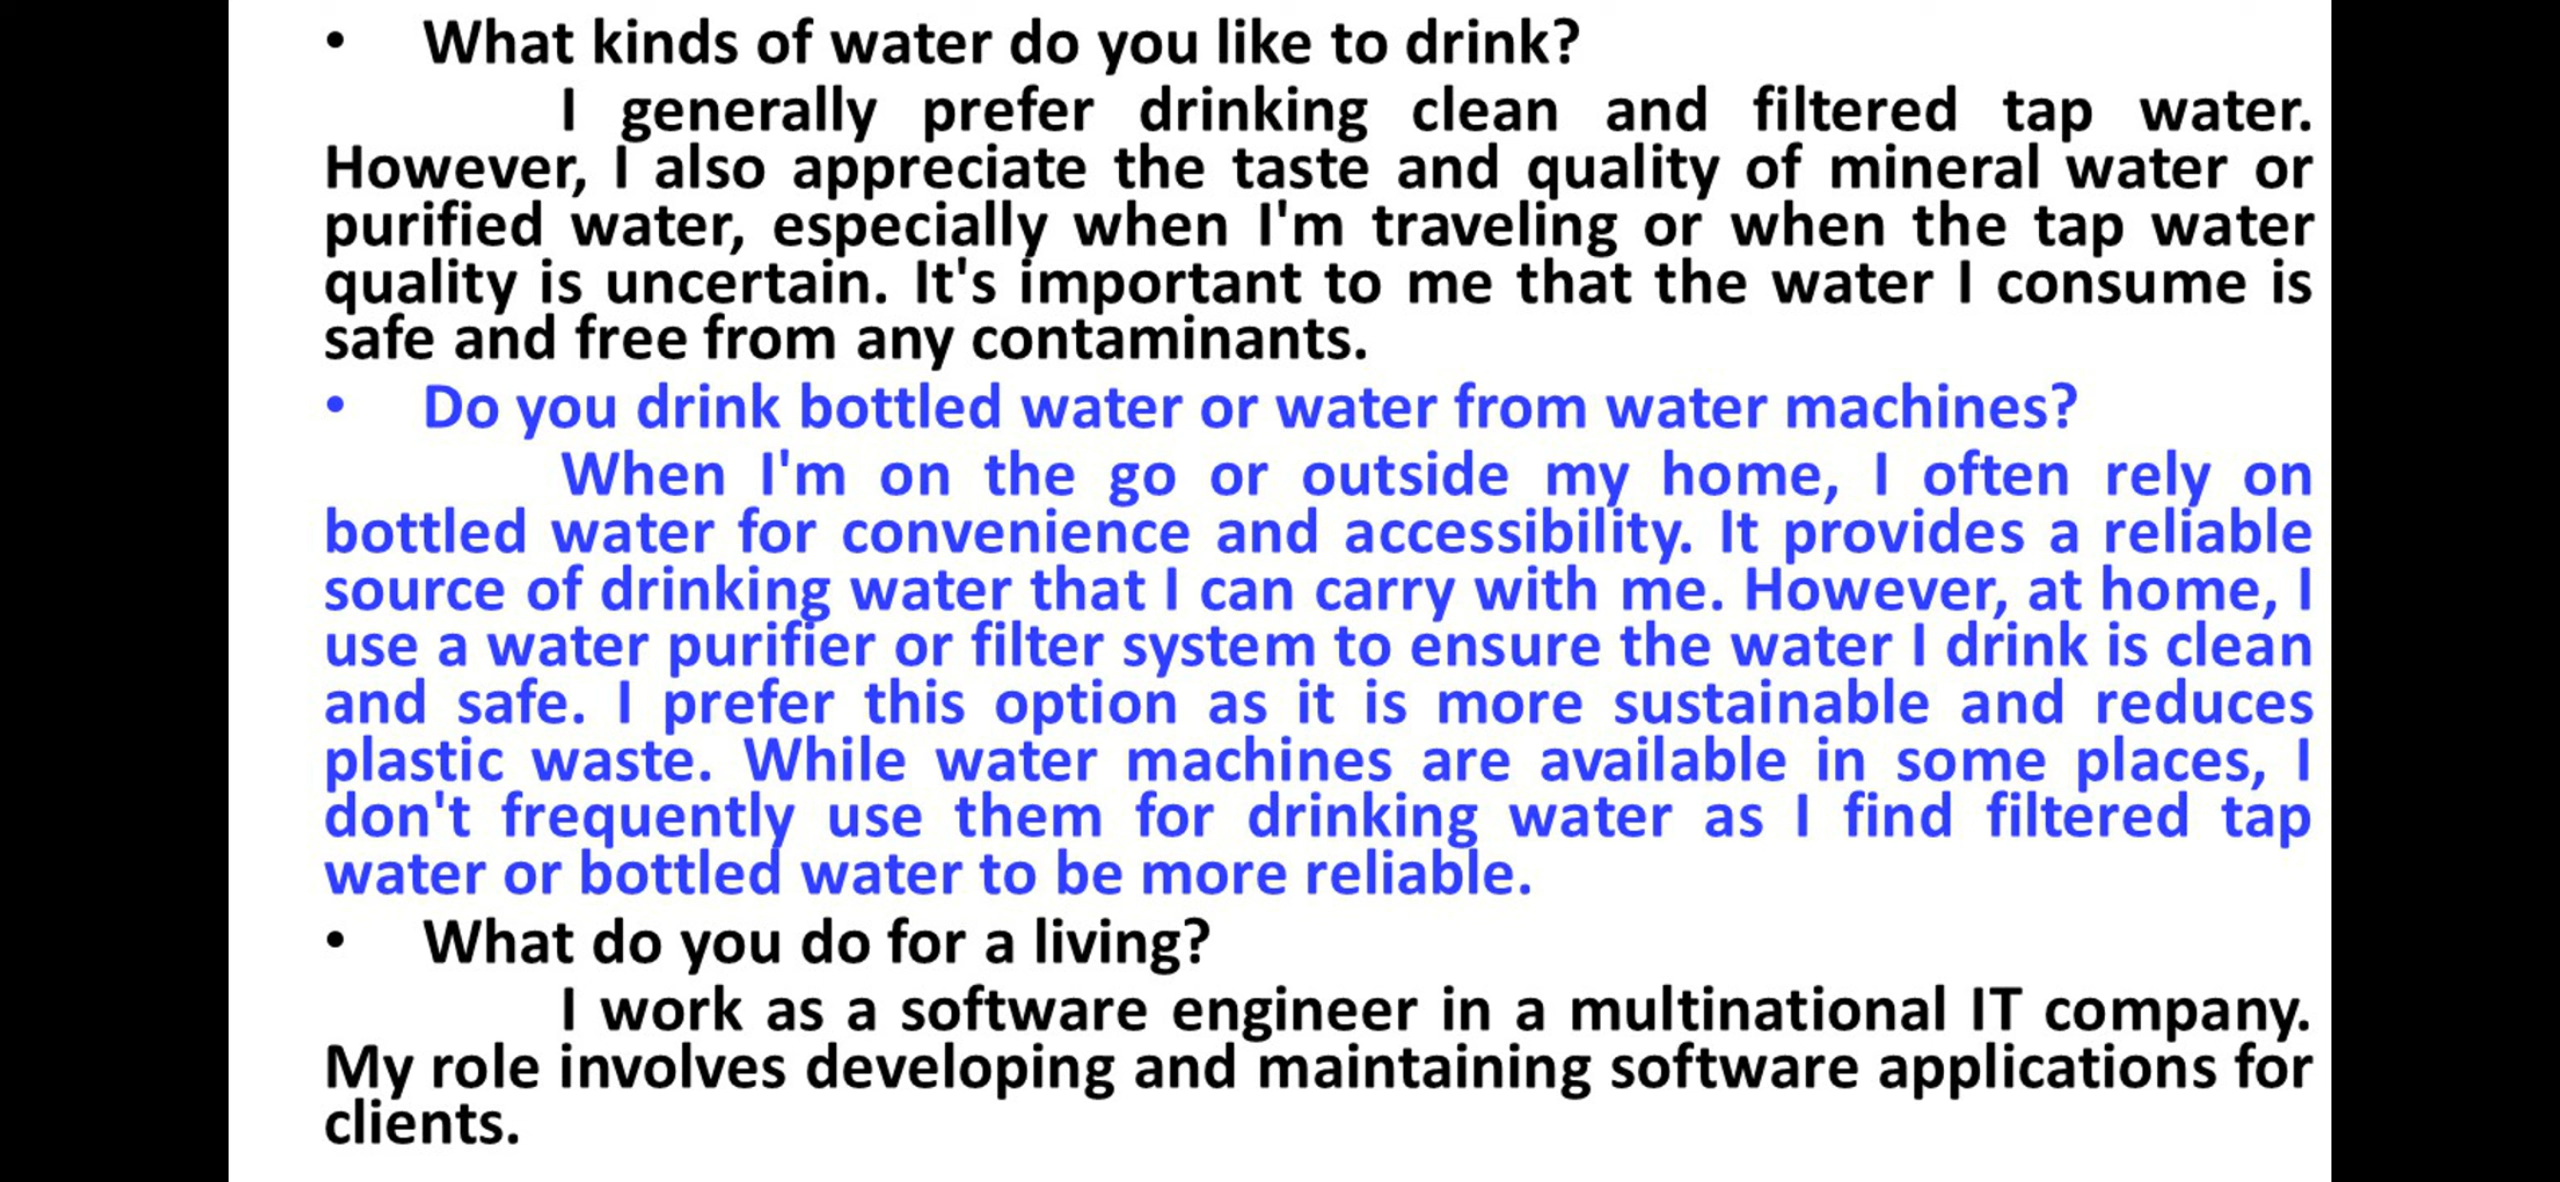 • What kinds of water do you like to drink?
I generally prefer drinking clean and filtered tap water.
However, I also appreciate the taste and quality of mineral water or
purified water, especially when I'm traveling or when the tap water
quality is uncertain. It's important to me that the water I consume is
safe and free from any contaminants.
• Do you drink bottled water or water from water machines?
When I'm on the go or outside my home, I often rely on
bottled water for convenience and accessibility. It provides a reliable
source of drinking water that I can carry with me. However, at home, I
use a water purifier or filter system to ensure the water I drink is clean
and safe. I prefer this option as it is more sustainable and reduces
plastic waste. While water machines are available in some places, I
don't frequently use them for drinking water as I find filtered tap
water or bottled water to be more reliable.
• What do you do for a living?
I work as a software engineer in a multinational IT company.
My role involves developing and maintaining software applications for
clients.